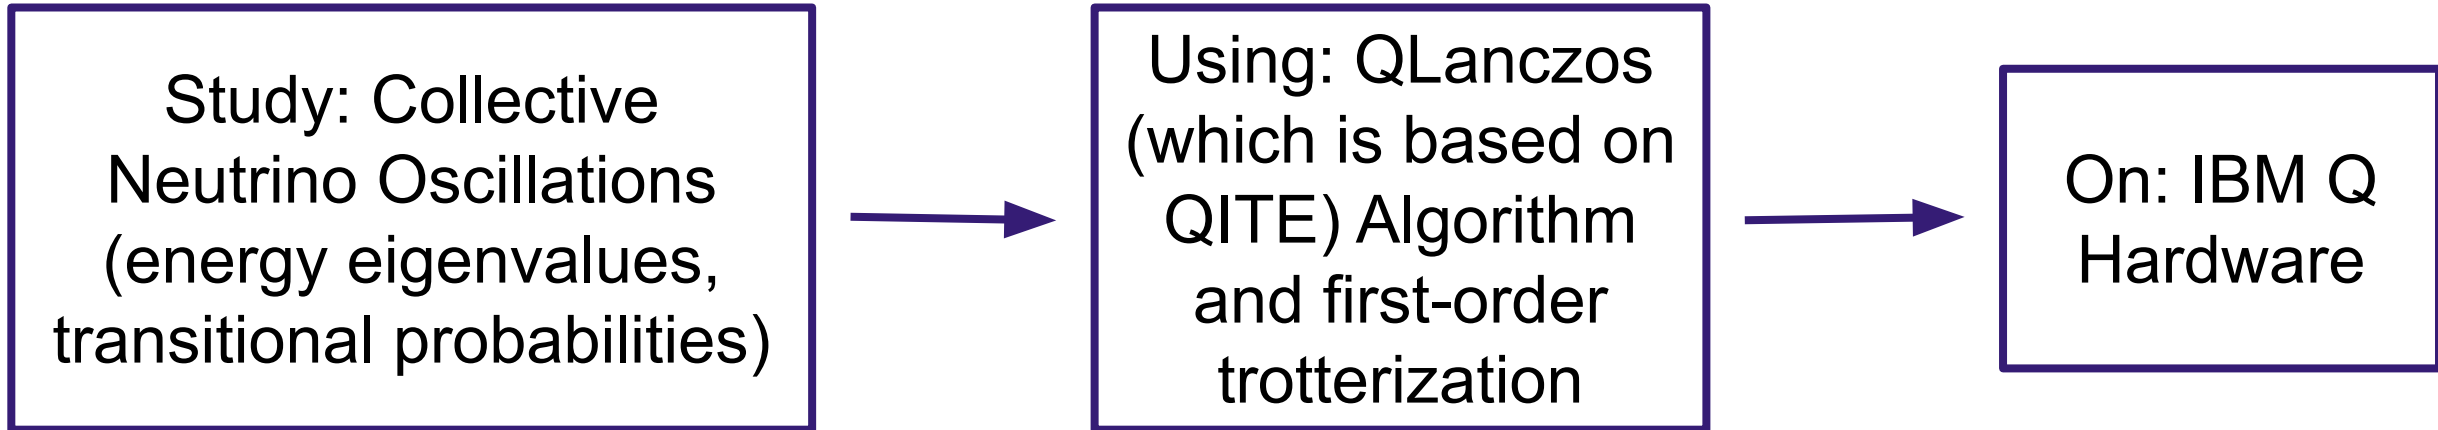 Study: Collective
Neutrino Oscillations
(energy eigenvalues,
transitional probabilities)
Using: QLanczos
(which is based on
QITE) Algorithm
and first-order
trotterization
On: IBM Q
Hardware